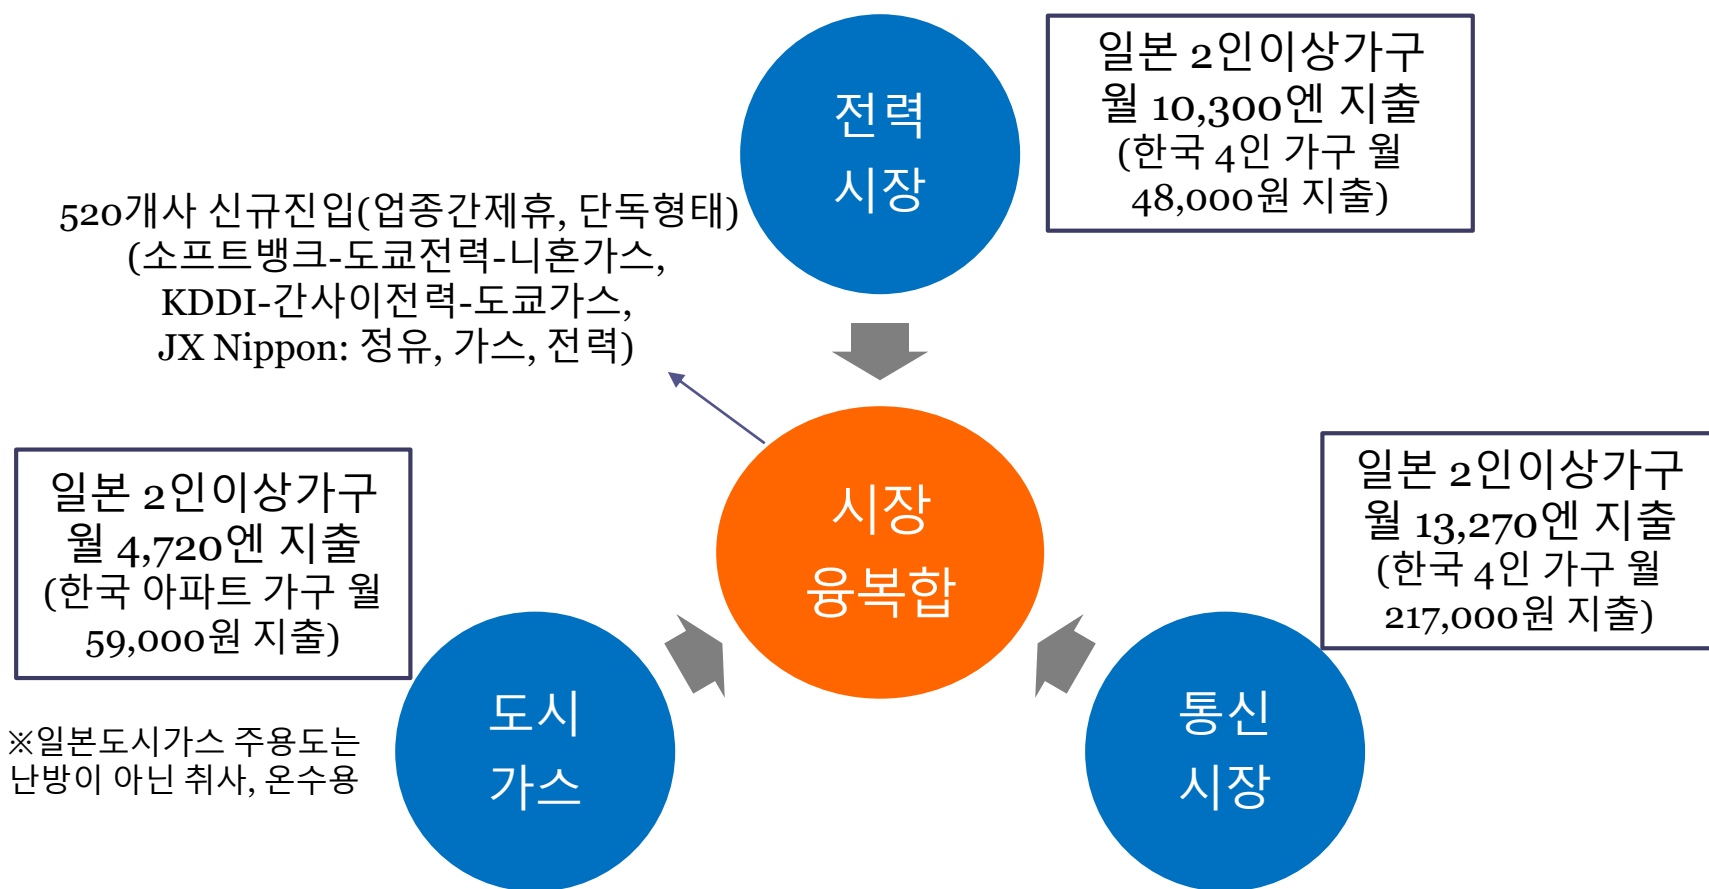 전력
시장
일본 2인이상가구
월 10,300엔 지출
(한국 4인 가구 월
48,000원 지출)
520개사 신규진입(업종간제휴, 단독형태)
(소프트뱅크-도쿄전력-니혼가스,
KDDI-간사이전력-도쿄가스,
JX Nippon: 정유, 가스, 전력)
시장
융복합
일본 2인이상가구
월 4,720엔 지출
(한국 아파트 가구 월
59,000원 지출)
일본 2인이상가구
월 13,270엔 지출
(한국 4인 가구 월
217,000원 지출)
도시
가스
※일본도시가스 주용도는
난방이 아닌 취사, 온수용
통신
시장